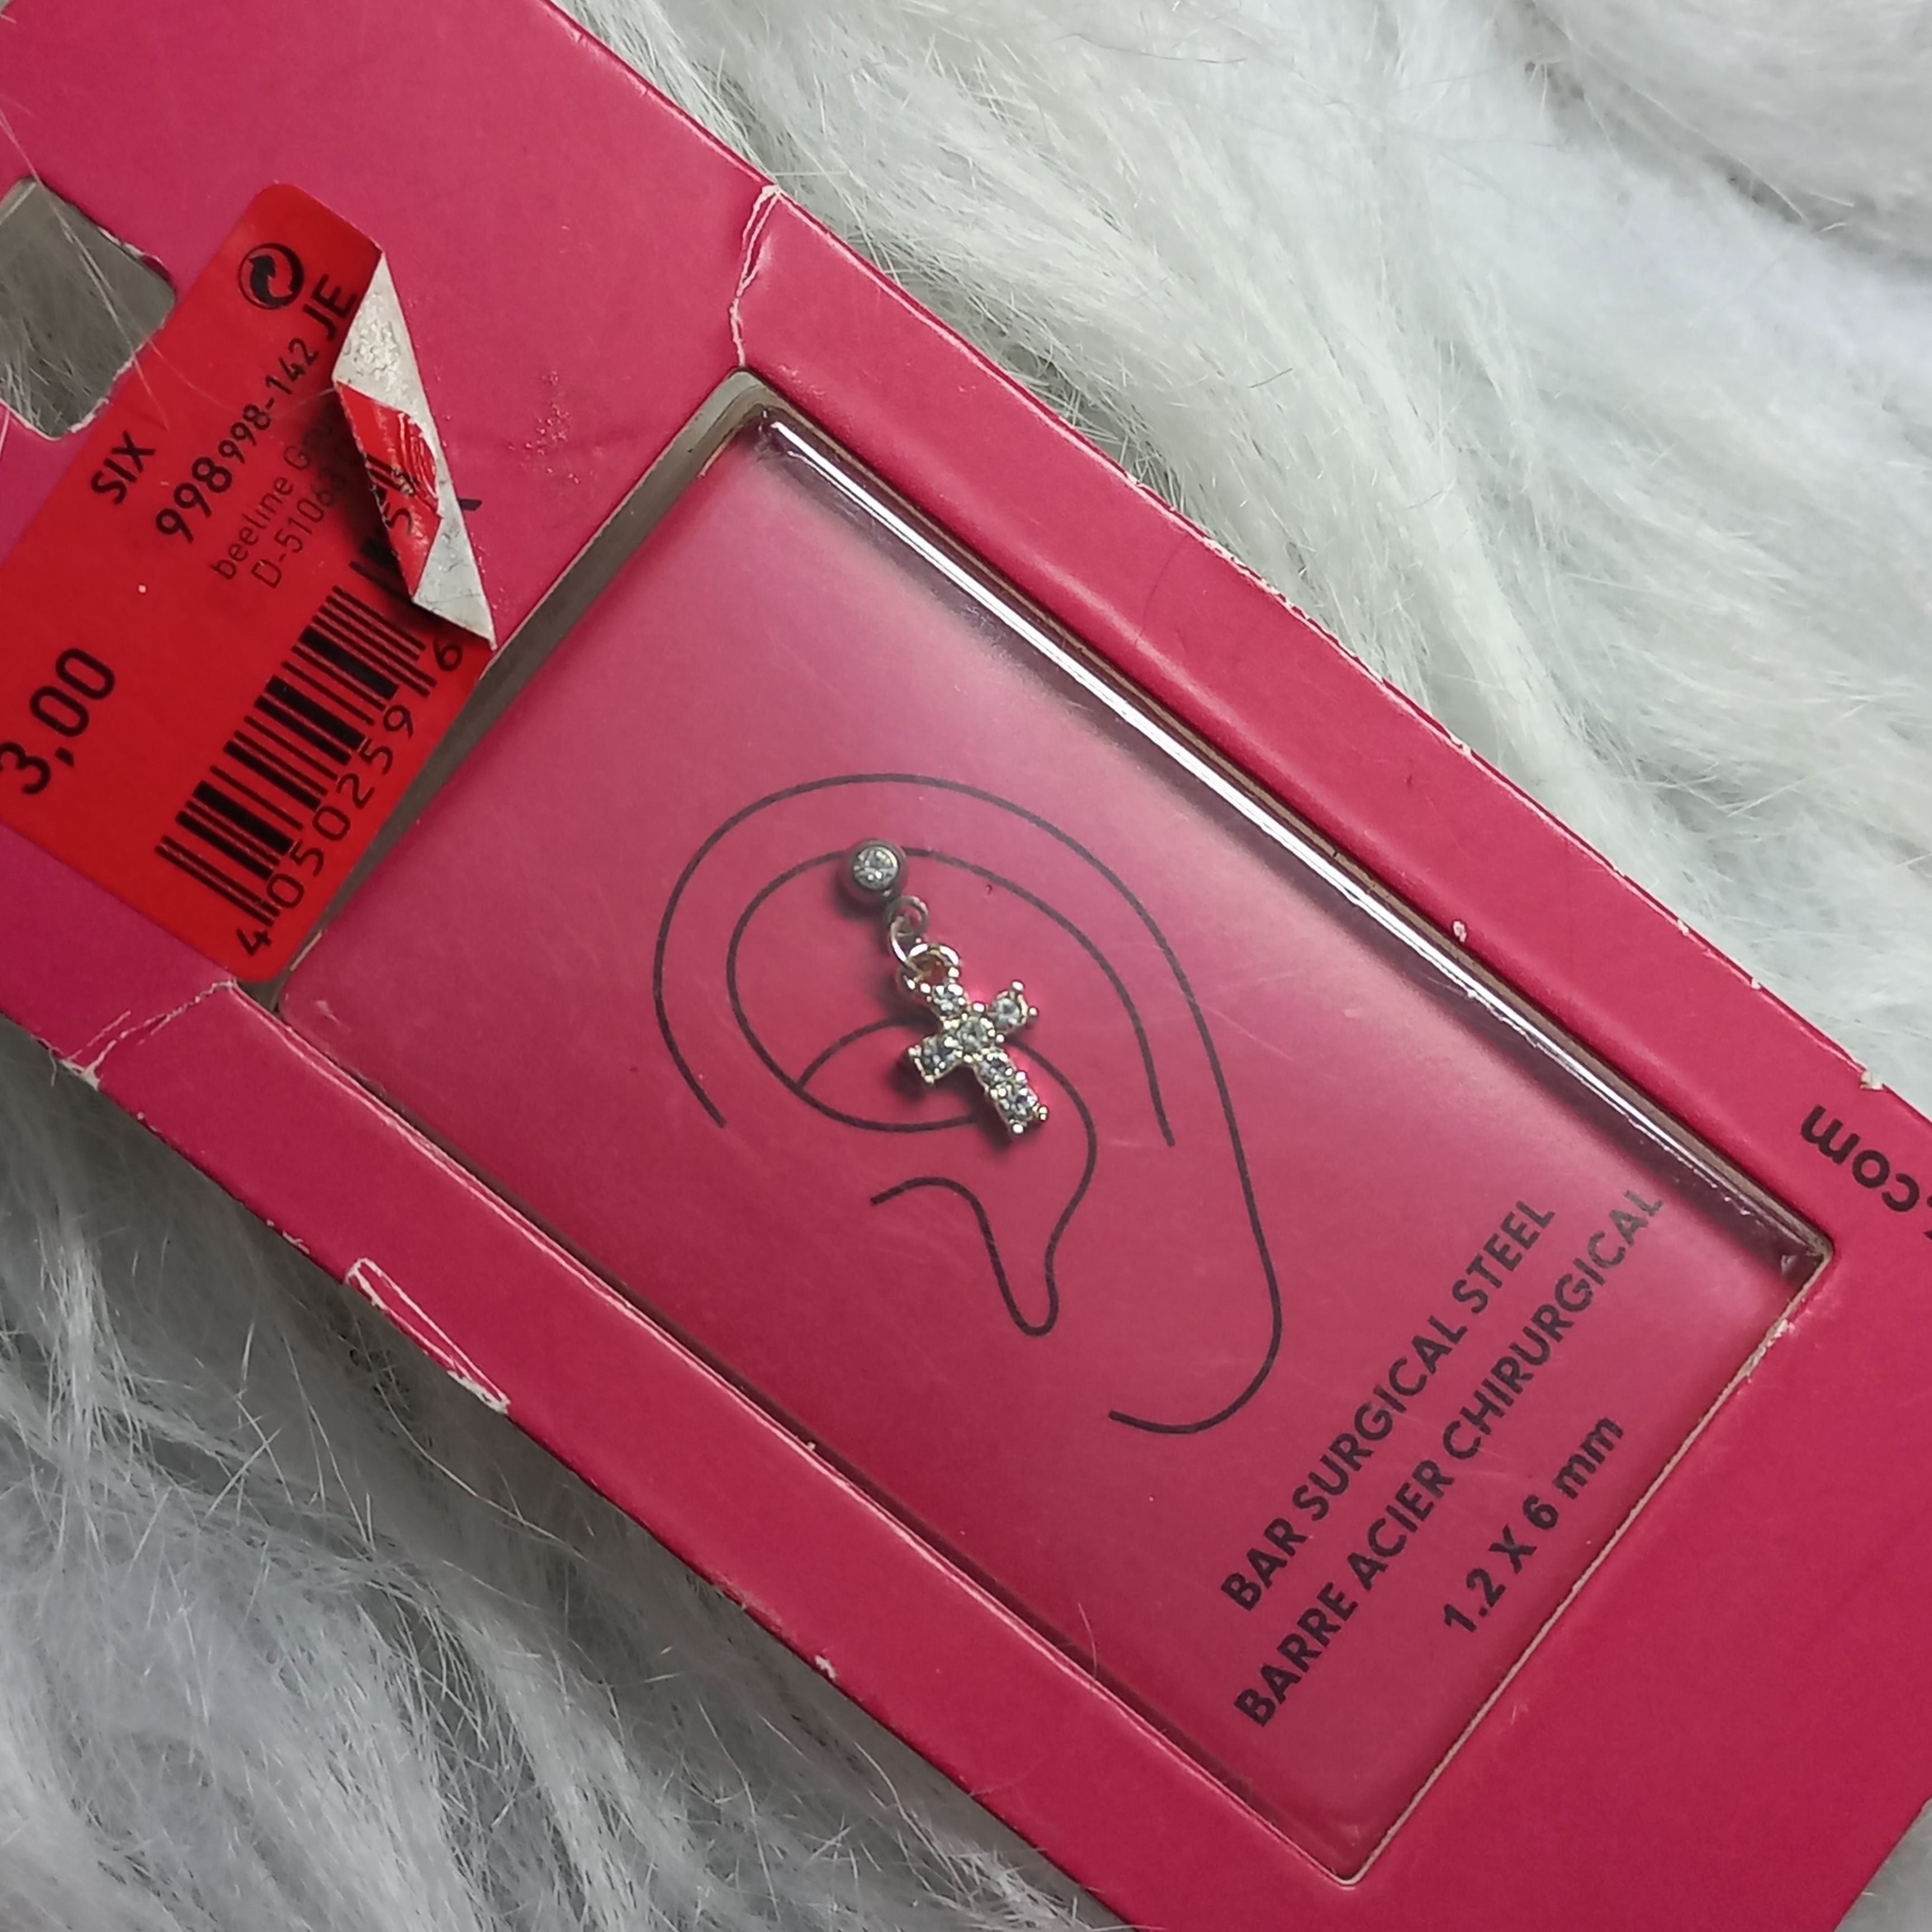 SIX
998998-142 JE
beeline
D-5106
3,00
4050259
6
BAR SURGICAL STEEL
BARRE ACIER CHIRURGICAL
1.2 X 6 mm
.com